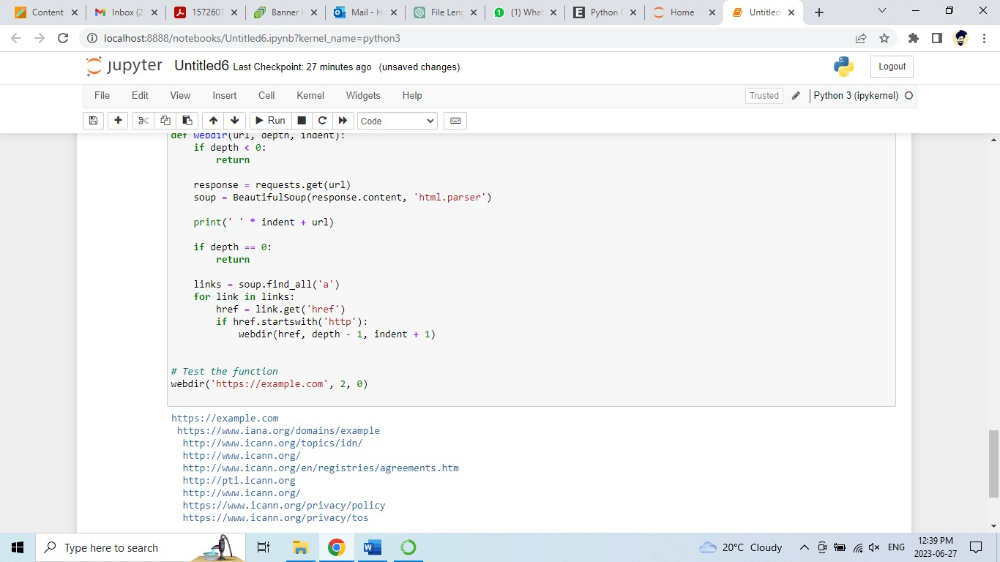 Content
Inbox (2,
1572607
Banner I
Mail - H
File Leng
(1) What
Python C
Home
Untitled
localhost:8888/notebooks/Untitled6.ipynb?kernel_name=python3
jupyter Untitled6 Last Checkpoint: 27 minutes ago (unsaved changes)
Logout
File Edit View Insert Cell Kernel Widgets Help
Trusted Python 3 (ipykernel)
Run Code
def webdir(url, depth, indent):
    if depth < 0:
        return
    response = requests.get(url)
    soup = BeautifulSoup(response.content, 'html.parser')
    print(' ' * indent + url)
    if depth == 0:
        return
    links = soup.find_all('a')
    for link in links:
        href = link.get('href')
        if href.startswith('http'):
            webdir(href, depth - 1, indent + 1)
# Test the function
webdir('https://example.com', 2, 0)
https://example.com
 https://www.iana.org/domains/example
  http://www.icann.org/topics/idn/
  http://www.icann.org/
  http://www.icann.org/en/registries/agreements.htm
  http://pti.icann.org
  http://www.icann.org/
  https://www.icann.org/privacy/policy
  https://www.icann.org/privacy/tos
Type here to search
20°C Cloudy
ENG
12:39 PM
2023-06-27